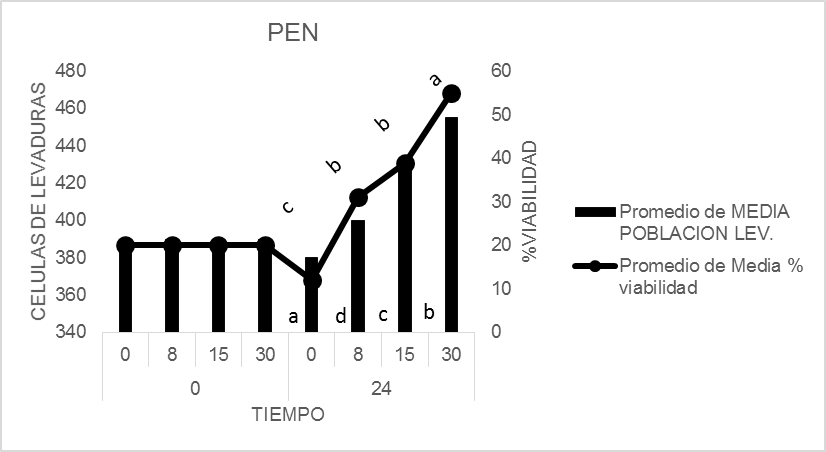 PEN
CELULAS DE LEVADURAS
480
460
440
420
400
380
360
340
60
50
40
30
20
10
0
%VIABILIDAD
c
b
b
a
a
d
c
b
0 8 15 30 0 8 15 30
0 24
TIEMPO
Promedio de MEDIA
POBLACION LEV.
Promedio de Media %
viabilidad